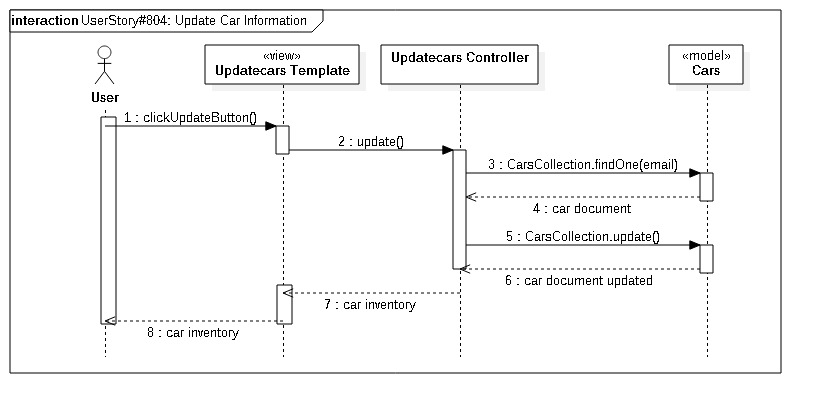 interaction UserStory#804: Update Car Information
«view»
Updatecars Template
Updatecars Controller
«model»
Cars
User
1 : clickUpdateButton()
2 : update()
3 : CarsCollection.findOne(email)
4 : car document
5 : CarsCollection.update()
6 : car document updated
7 : car inventory
8 : car inventory